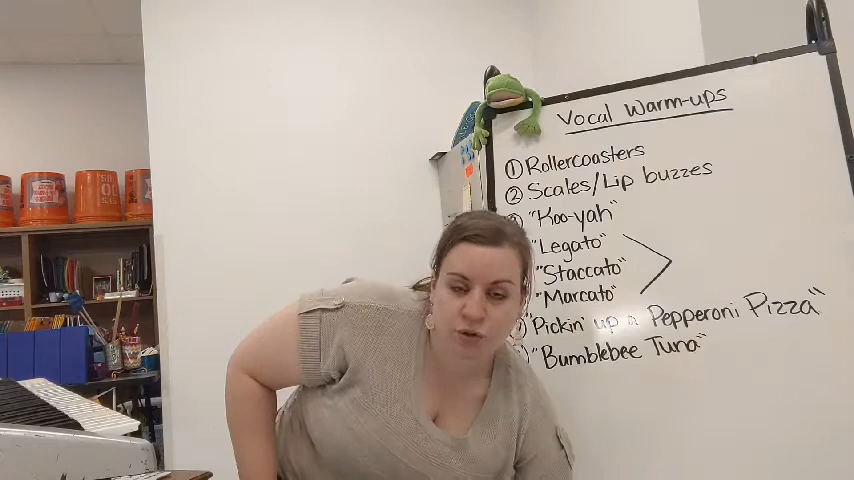 Vocal Warm-ups
① Rollercoasters
② Scales/Lip buzzes
"Koo-yah"
"Legato"
"Staccato"
"Marcato"
"Pickin' up a Pepperoni Pizza"
"Bumblebee Tuna"